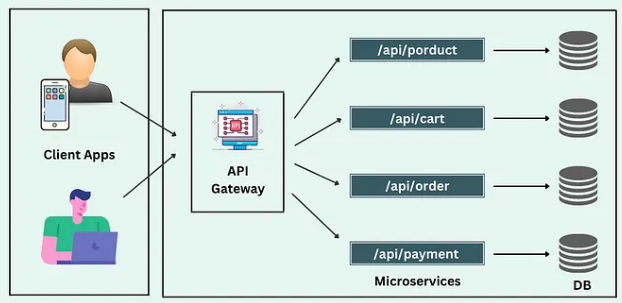 /api/porduct
/api/cart
Client Apps
API
Gateway
/api/order
/api/payment
Microservices
DB